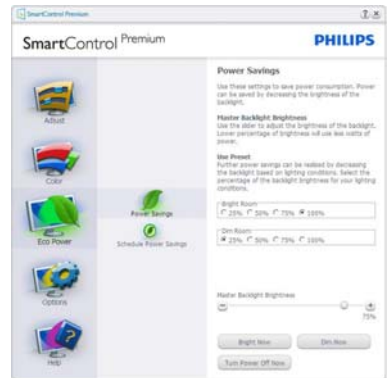 SmartControl Premium
SmartControl Premium
PHILIPS
Adjust
Color
Eco Power
Options
Help
Power Savings
Schedule Power Savings
Power Savings
Use these settings to save power consumption. Power
can be saved by decreasing the brightness of the
backlight.
Master Backlight Brightness
Use the slider to adjust the brightness of the backlight.
Lower percentage of brightness will use less watts of
power.
Use Preset
Further power savings can be realised by decreasing
the backlight based on lighting conditions. Select the
percentage of the backlight brightness for your lighting
conditions.
Bright Room
25% 50% 75% 100%
Dim Room
25% 50% 75% 100%
Master Backlight Brightness
75%
Bright Now
Dim Now
Turn Power Off Now